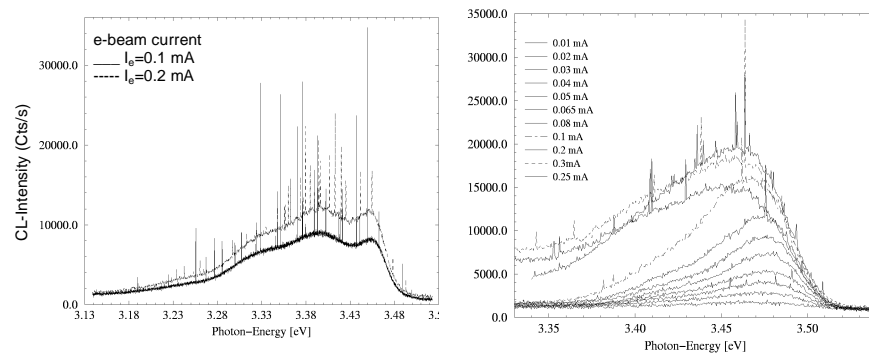 e-beam current
Ie=0.1 mA
Ie=0.2 mA
CL-Intensity (Cts/s)
30000.0
20000.0
10000.0
0.0
3.13 3.18 3.23 3.28 3.33 3.38 3.43 3.48 3.5
Photon-Energy [eV]
35000.0
30000.0
25000.0
20000.0
15000.0
10000.0
5000.0
0.0
0.01 mA
0.02 mA
0.03 mA
0.04 mA
0.05 mA
0.065 mA
0.08 mA
0.1 mA
0.2 mA
0.3mA
0.25 mA
3.35 3.40 3.45 3.50
Photon-Energy [eV]